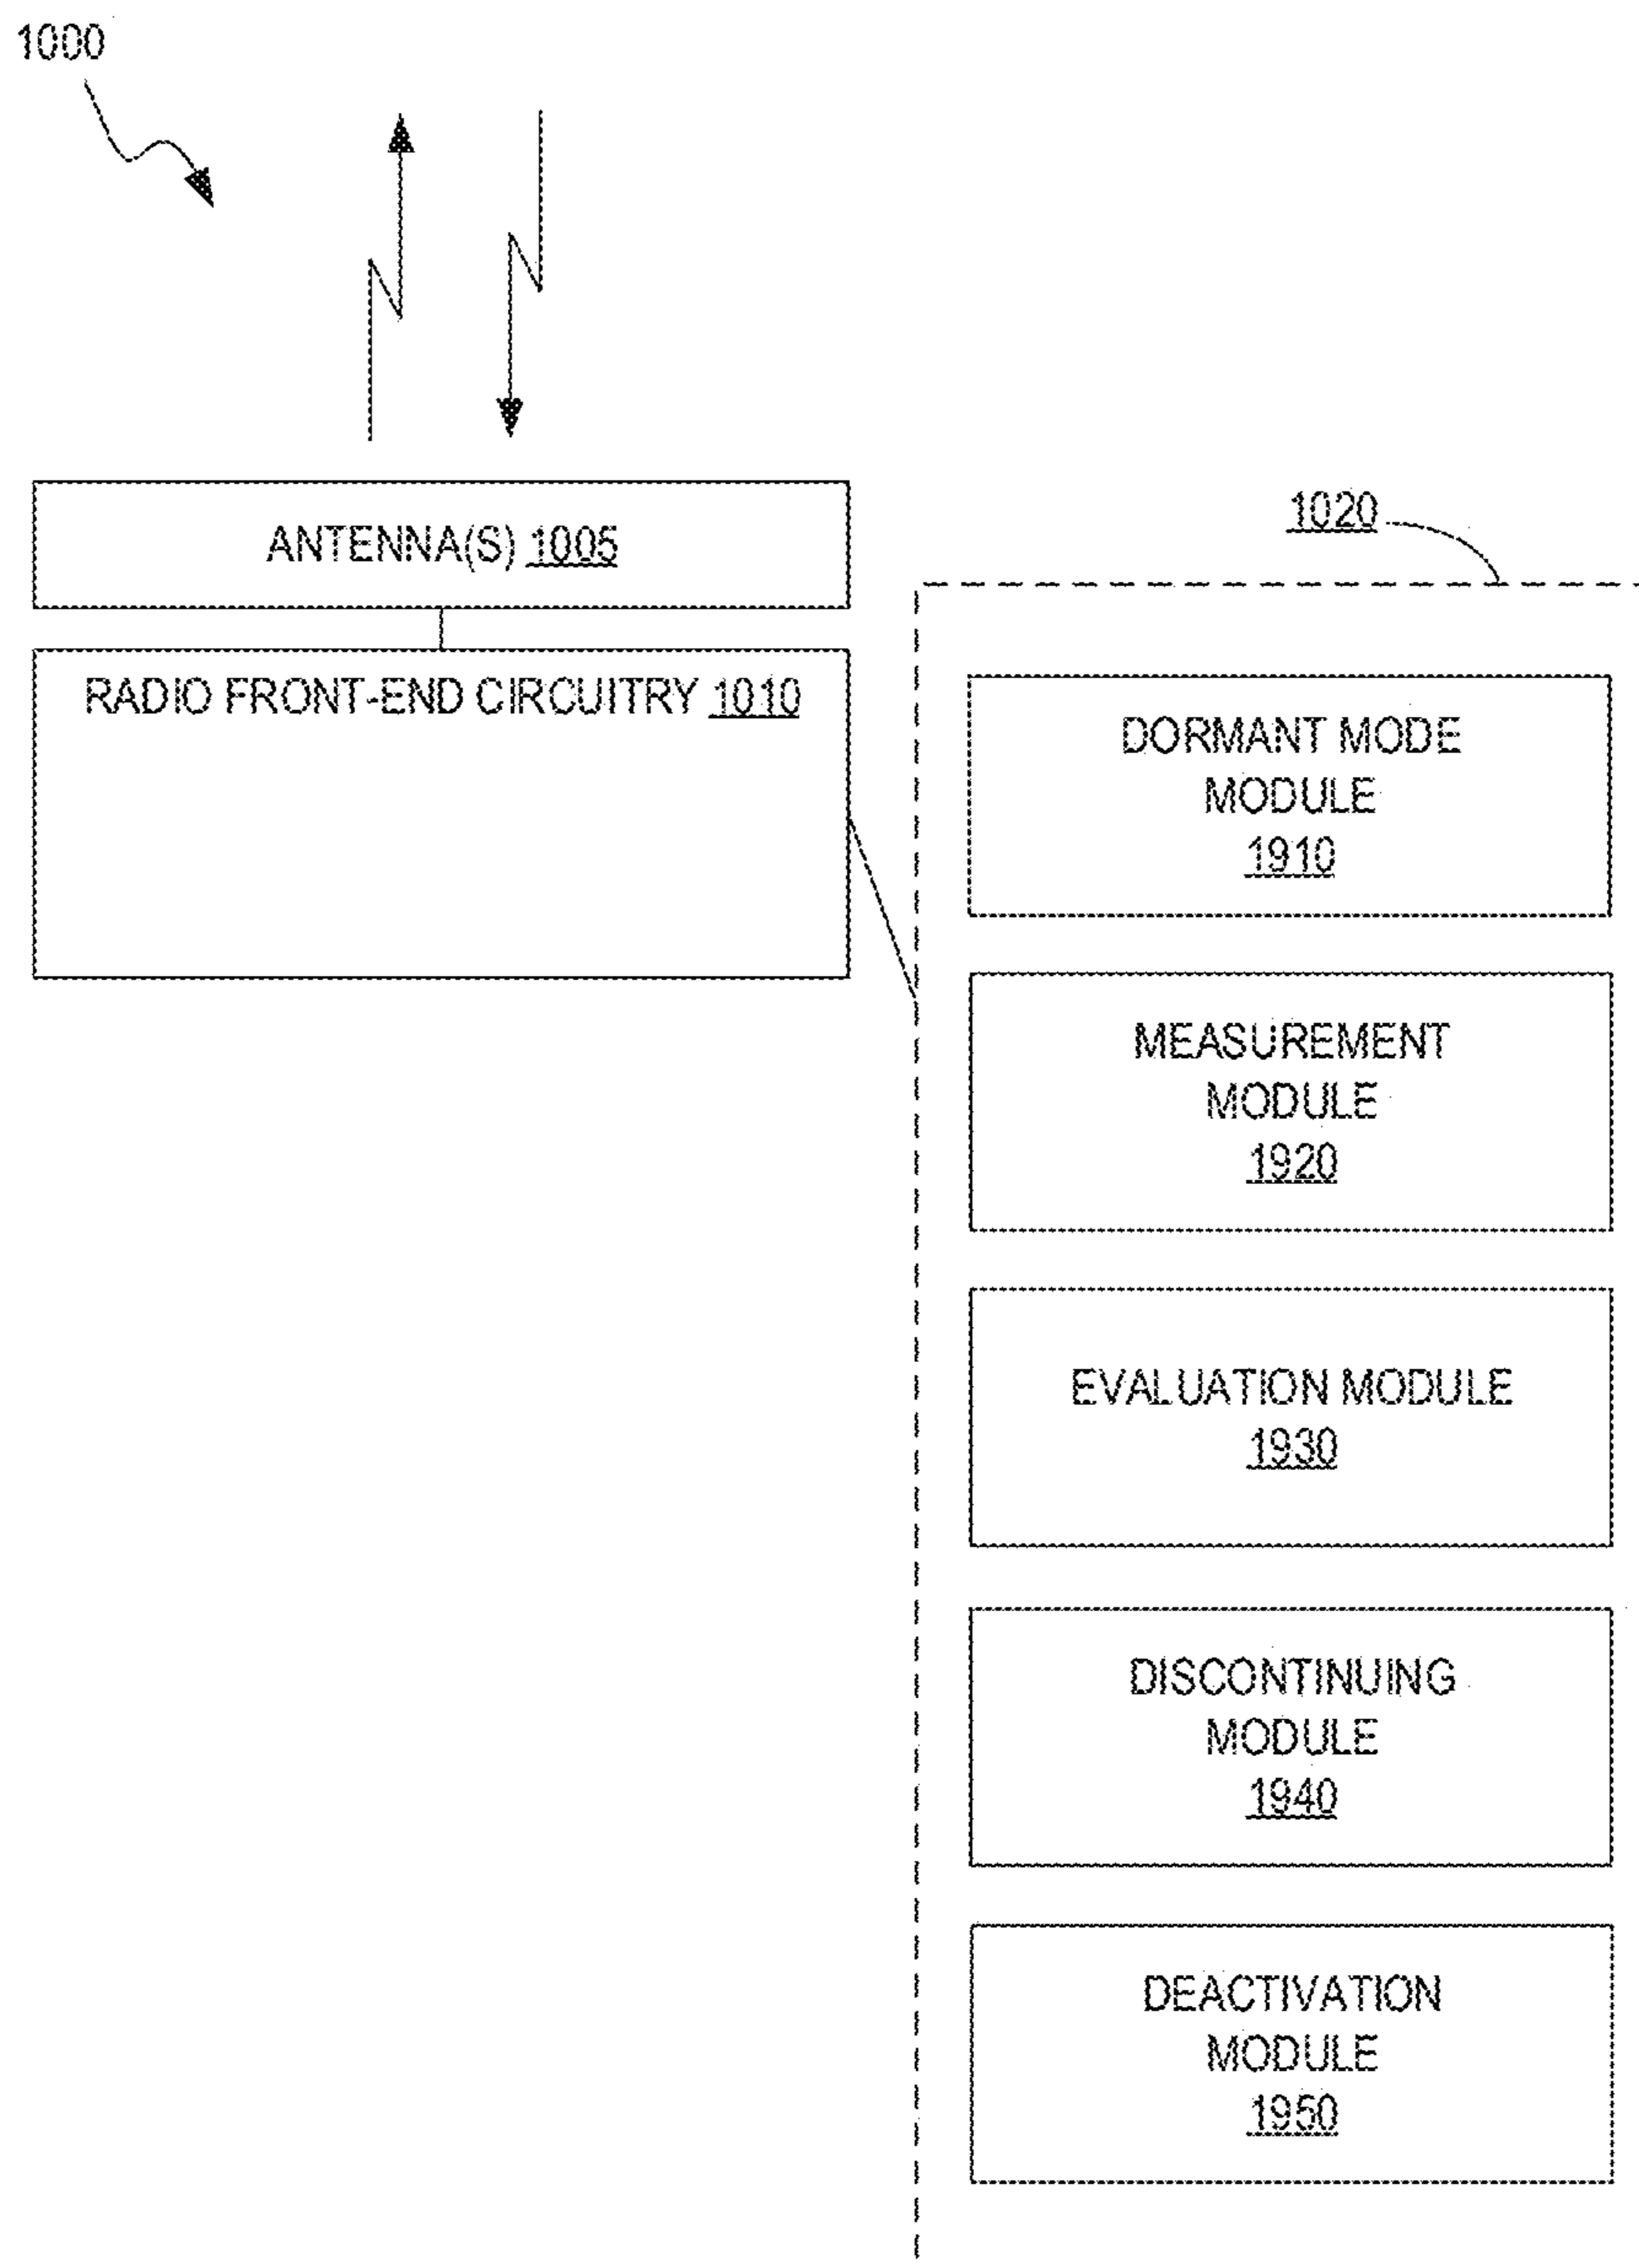 1000
ANTENNA(S) 1005
RADIO FRONT-END CIRCUITRY 1010
1020
DORMANT MODE
MODULE
1910
MEASUREMENT
MODULE
1920
EVALUATION MODULE
1930
DISCONTINUING
MODULE
1940
DEACTIVATION
MODULE
1950